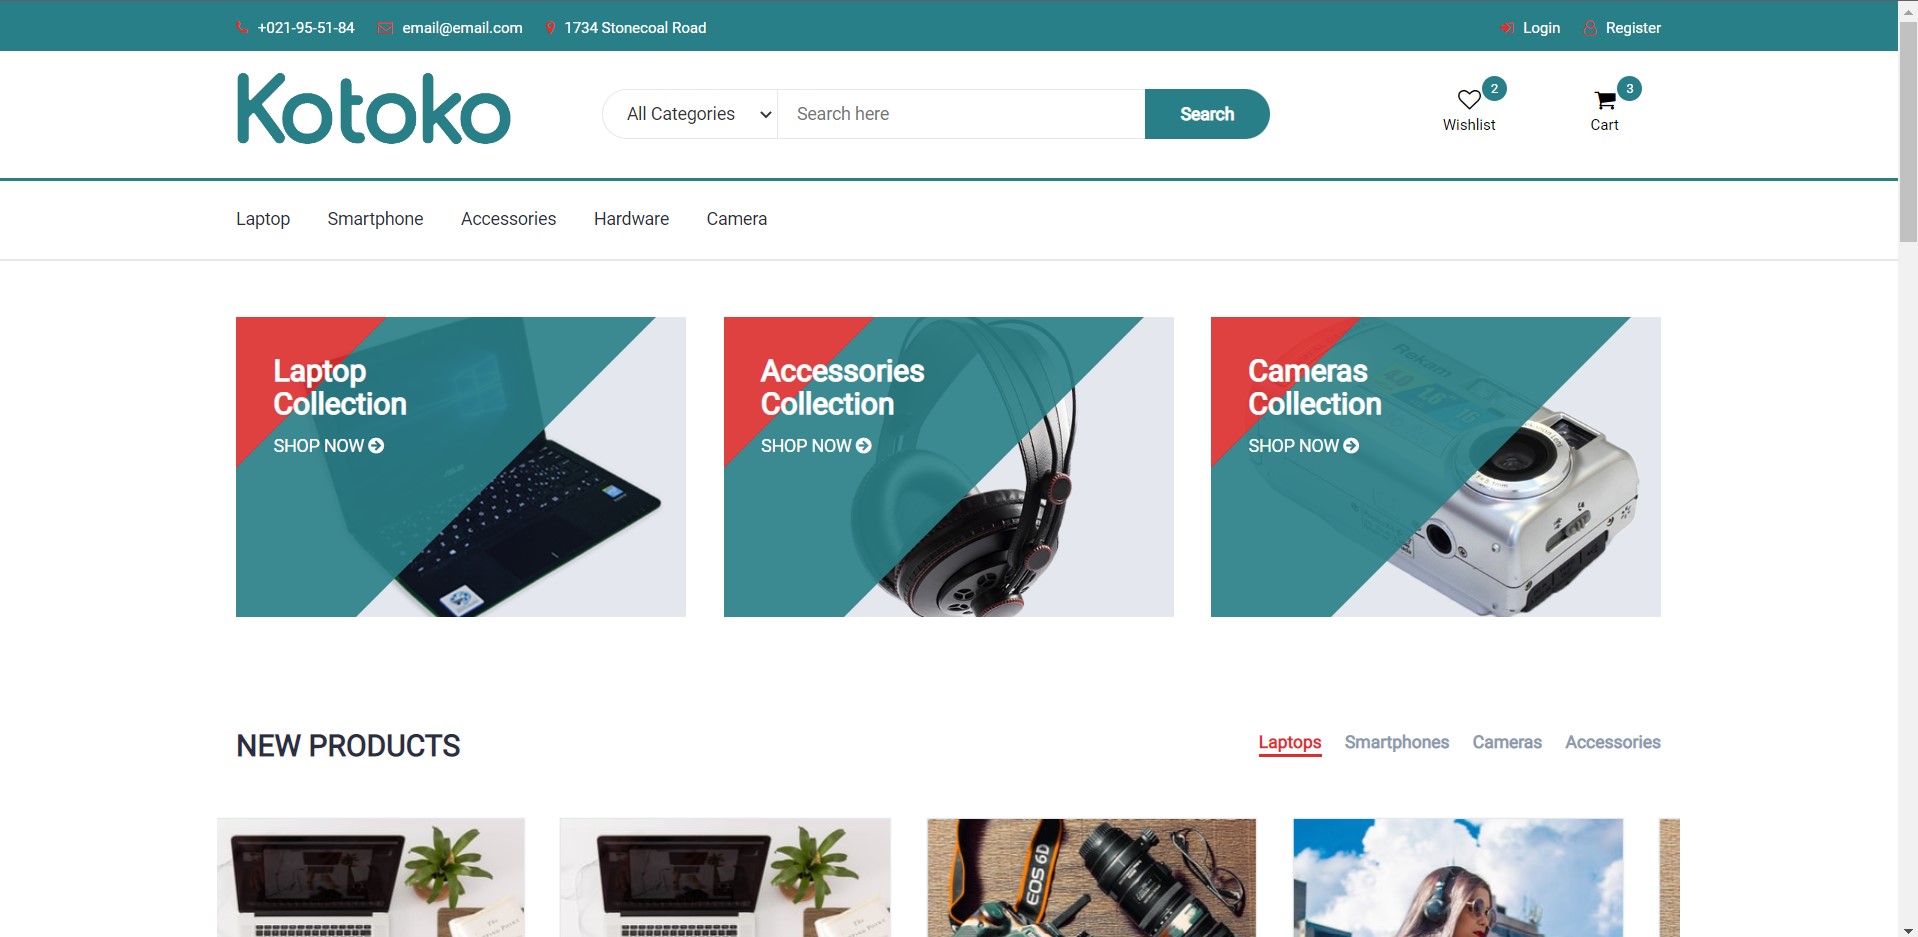 +021-95-51-84 email@email.com 1734 Stonecoal Road Login Register
Kotoko
All Categories Search here Search
2
Wishlist
3
Cart
Laptop Smartphone Accessories Hardware Camera
Laptop
Collection
SHOP NOW
Accessories
Collection
SHOP NOW
Cameras
Collection
SHOP NOW
Rekam
NEW PRODUCTS
Laptops Smartphones Cameras Accessories
EOS 6D